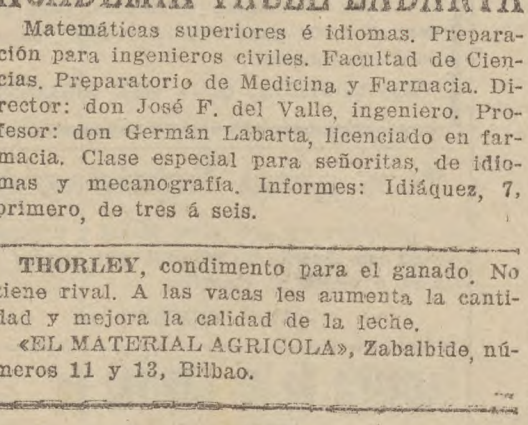 ACADEMIA VALLE-LABARTA
Matemáticas superiores é idiomas. Prepara-
ción para ingenieros civiles. Facultad de Cien-
cias. Preparatorio de Medicina y Farmacia. Di-
rector: don José F. del Valle, ingeniero. Pro-
fesor: don Germán Labarta, licenciado en far-
macia. Clase especial para señoritas, de idio-
mas y mecanografía. Informes: Idiáquez, 7,
primero, de tres á seis.
THORLEY, condimento para el ganado. No
tiene rival. A las vacas les aumenta la canti-
dad y mejora la calidad de la leche.
«EL MATERIAL AGRICOLA», Zabalbide, nú-
meros 11 y 13, Bilbao.